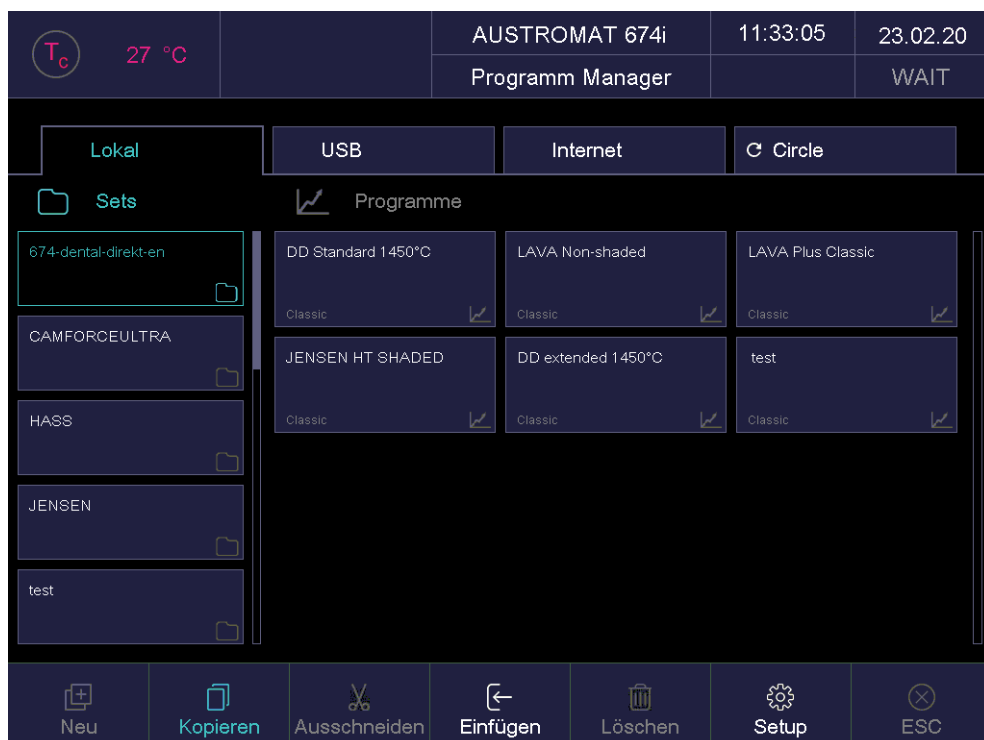 Tc 27 °C AUSTROMAT 674i 11:33:05 23.02.20
Programm Manager WAIT
Lokal USB Internet Circle
Sets Programme
674-dental-direkt-en
CAMFORCEULTRA
HASS
JENSEN
test
DD Standard 1450°C LAVA Non-shaded LAVA Plus Classic
Classic Classic Classic
JENSEN HT SHADED DD extended 1450°C test
Classic Classic Classic
Neu Kopieren Ausschneiden Einfügen Löschen Setup ESC